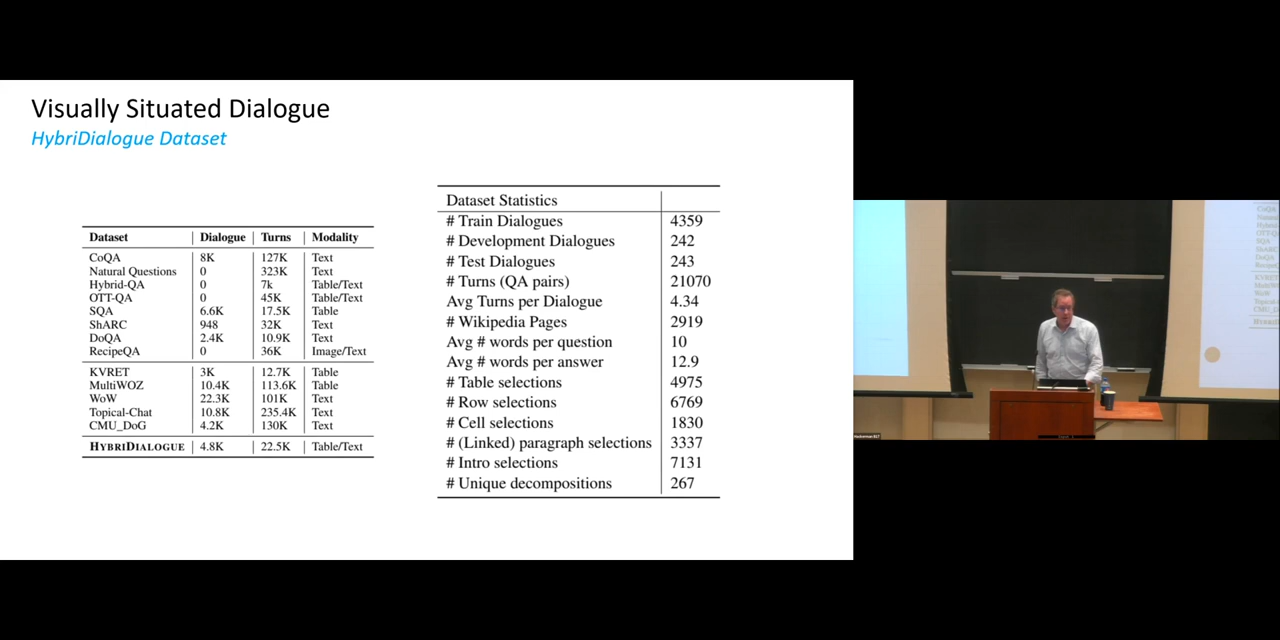 Visually Situated Dialogue
HybriDialogue Dataset
Dataset Dialogue Turns Modality
CoQA 8K 127K Text
Natural Questions 0 323K Text
Hybrid-QA 0 7k Table/Text
OTT-QA 0 45K Table/Text
SQA 6.6K 17.5K Table
ShARC 948 32K Text
DoQA 2.4K 10.9K Text
RecipeQA 0 36K Image/Text
KVRET 3K 12.7K Table
MultiWOZ 10.4K 113.6K Table
WoW 22.3K 101K Text
Topical-Chat 10.8K 235.4K Text
CMU_DoG 4.2K 130K Text
HYBRIDIALOGUE 4.8K 22.5K Table/Text
Dataset Statistics
# Train Dialogues 4359
# Development Dialogues 242
# Test Dialogues 243
# Turns (QA pairs) 21070
Avg Turns per Dialogue 4.34
# Wikipedia Pages 2919
Avg # words per question 10
Avg # words per answer 12.9
# Table selections 4975
# Row selections 6769
# Cell selections 1830
# (Linked) paragraph selections 3337
# Intro selections 7131
# Unique decompositions 267